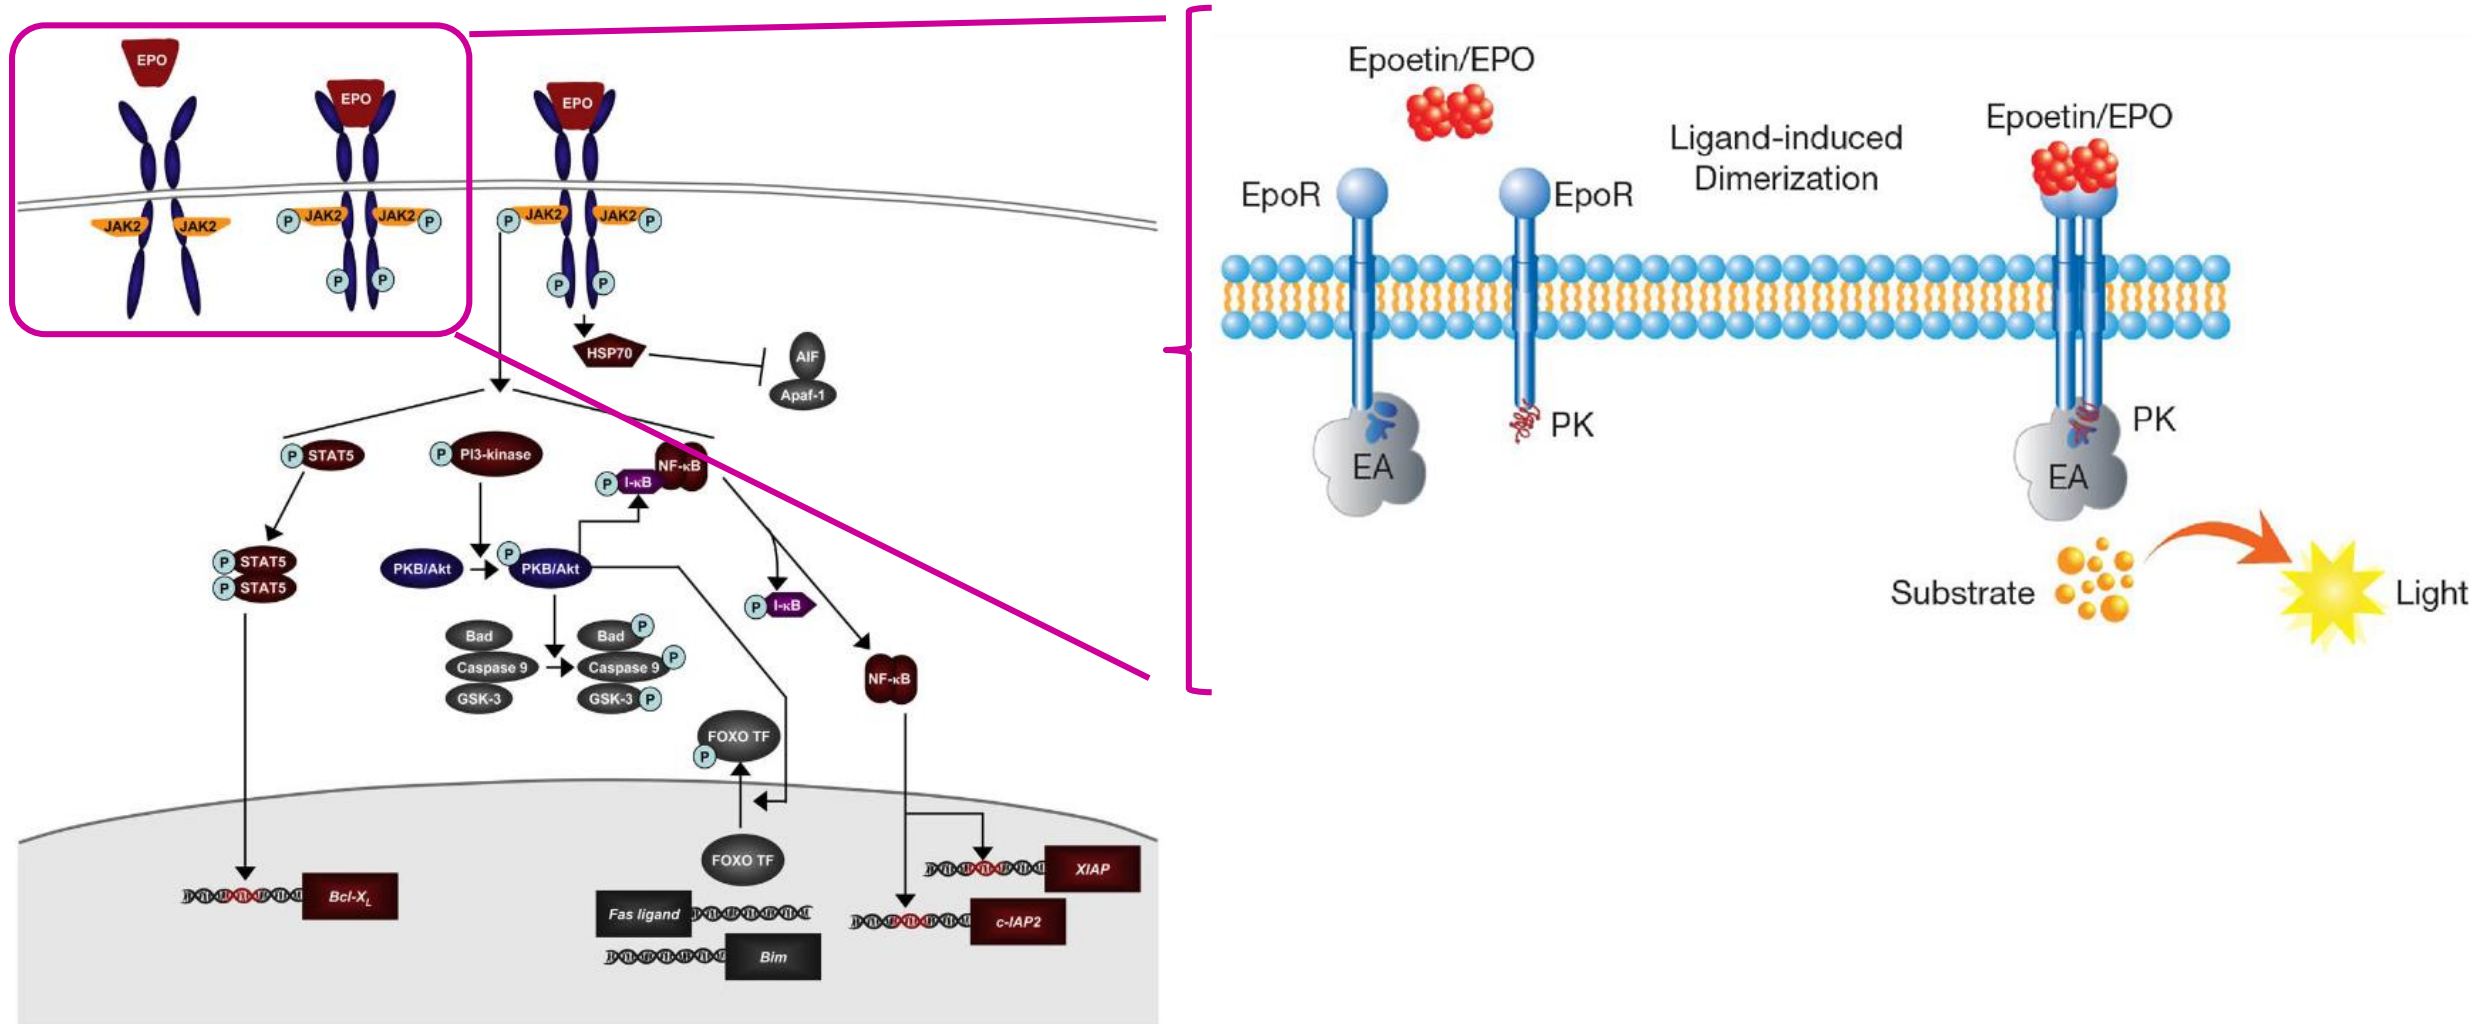 EPO
EPO
EPO
JAK2
JAK2
P
JAK2
JAK2
P
P
JAK2
JAK2
P
P
P
P
P
HSP70
AIF
Apaf-1
P
STAT5
P
PI3-kinase
P
I-κB
NF-κB
P
STAT5
P
STAT5
PKB/Akt
P
PKB/Akt
P
I-κB
Bad
Caspase 9
GSK-3
Bad
P
Caspase 9
P
GSK-3
P
NF-κB
FOXO TF
P
FOXO TF
Bcl-XL
Fas ligand
Bim
XIAP
c-IAP2
Epoetin/EPO
EpoR
EpoR
Ligand-induced
Dimerization
Epoetin/EPO
EA
PK
EA
PK
Substrate
Light